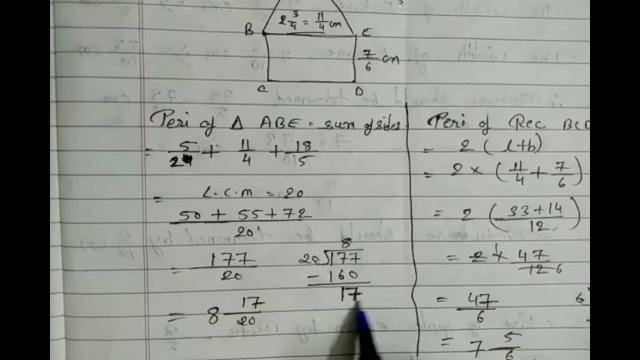 2 3/4 = 11/4 cm
B E
7/6 cm
C D
Peri of Δ ABE = sum of sides
= 5/2 + 11/4 + 18/5
= L.C.M = 20
50 + 55 + 72 / 20
= 177/20
8
20)177
- 160
17
= 8 17/20
Peri of Rec BCD
= 2 (l+b)
= 2 × (11/4 + 7/6)
= 2 (33+14/12)
= 2 × 47/12 6
= 47/6
6
= 7 5/6